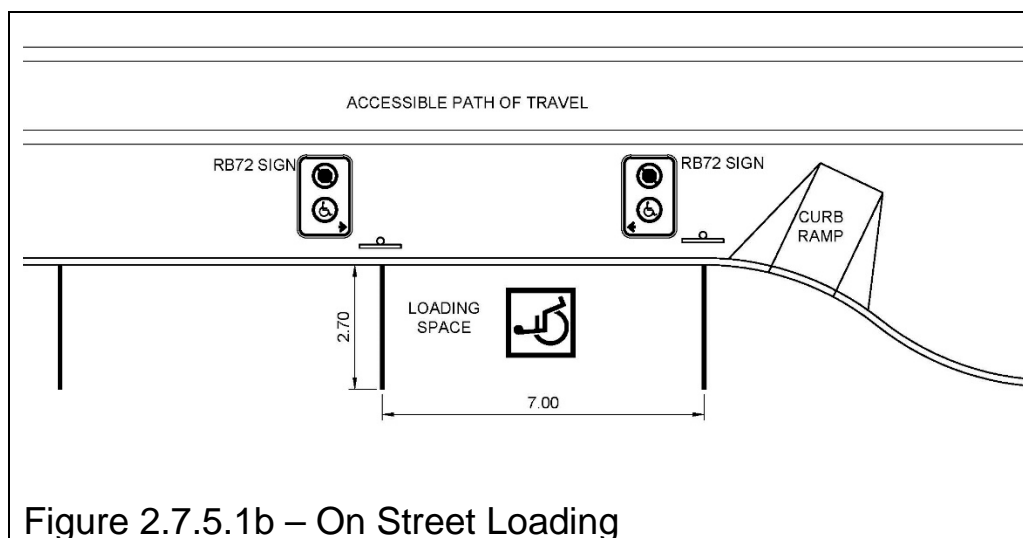 ACCESSIBLE PATH OF TRAVEL
RB72 SIGN
RB72 SIGN
CURB
RAMP
LOADING
SPACE
2.70
7.00
Figure 2.7.5.1b – On Street Loading